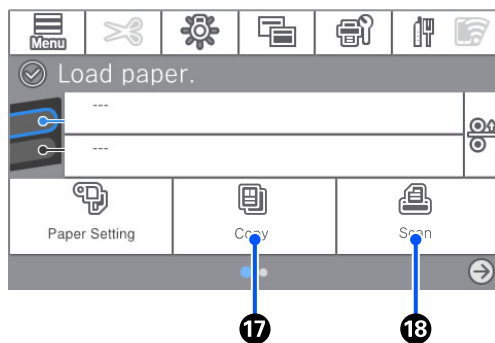 Menu
Load paper.
---
---
Paper Setting
Copy
Scan
17
18